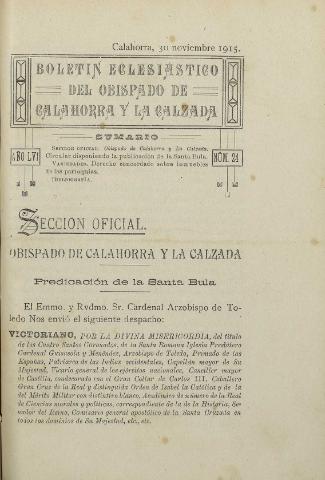 Calahorra, 30 noviembre 1915.
BOLETIN ECLESIÁSTICO
DEL OBISPADO DE
CALAHORRA Y LA CALZADA
SUMARIO
AÑO LVI
Sección oficial. Obispado de Calahorra y La Calzada.
Circular disponiendo la publicación de la Santa Bula.
Variedades. Derecho concordado sobre los
de las parroquias.
Bibliografía.
NÚM. 24
SECCION OFICIAL.
OBISPADO DE CALAHORRA Y LA CALZADA
Predicación de la Santa Bula
El Emmo. y Rvdmo. Sr. Cardenal Arzobispo de To-
ledo Nos envió el siguiente despacho:
VICTORIANO, POR LA DIVINA MISERICORDIA, del título
de los Cuatro Santos Coronados, de la Santa Romana Iglesia Presbítero
Cardenal Guisasola y Menéndez, Arzobispo de Toledo, Primado de las
Españas, Patriarca de las Indias occidentales, Capellán mayor de Su
Majestad, Vicario general de los ejércitos nacionales, Canciller mayor
de Castilla, condecorado con el Gran Collar de Carlos III, Caballero
Gran Cruz de la Real y Distinguida Orden de Isabel la Católica y de la
del Mérito Militar con distintivo blanco, Académico de número de la Real
de Ciencias morales y políticas, correspondiente de la de la Historia, Se-
nador del Reino, Comisario general apostólico de la Santa Cruzada en
todos los dominios de Su Majestad, etc., etc.